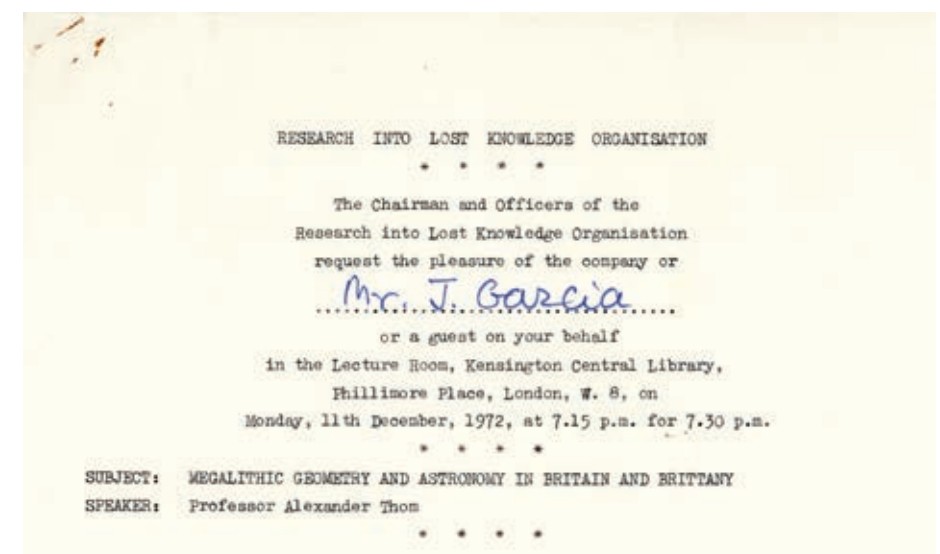 RESEARCH INTO LOST KNOWLEDGE ORGANISATION
* * * *
The Chairman and Officers of the
Research into Lost Knowledge Organisation
request the pleasure of the company or
Mr. J. Garcia
or a guest on your behalf
in the Lecture Room, Kensington Central Library,
Phillimore Place, London, W. 8, on
Monday, 11th December, 1972, at 7.15 p.m. for 7.30 p.m.
* * * *
SUBJECT: MEGALITHIC GEOMETRY AND ASTRONOMY IN BRITAIN AND BRITTANY
SPEAKER: Professor Alexander Thom
* * * *